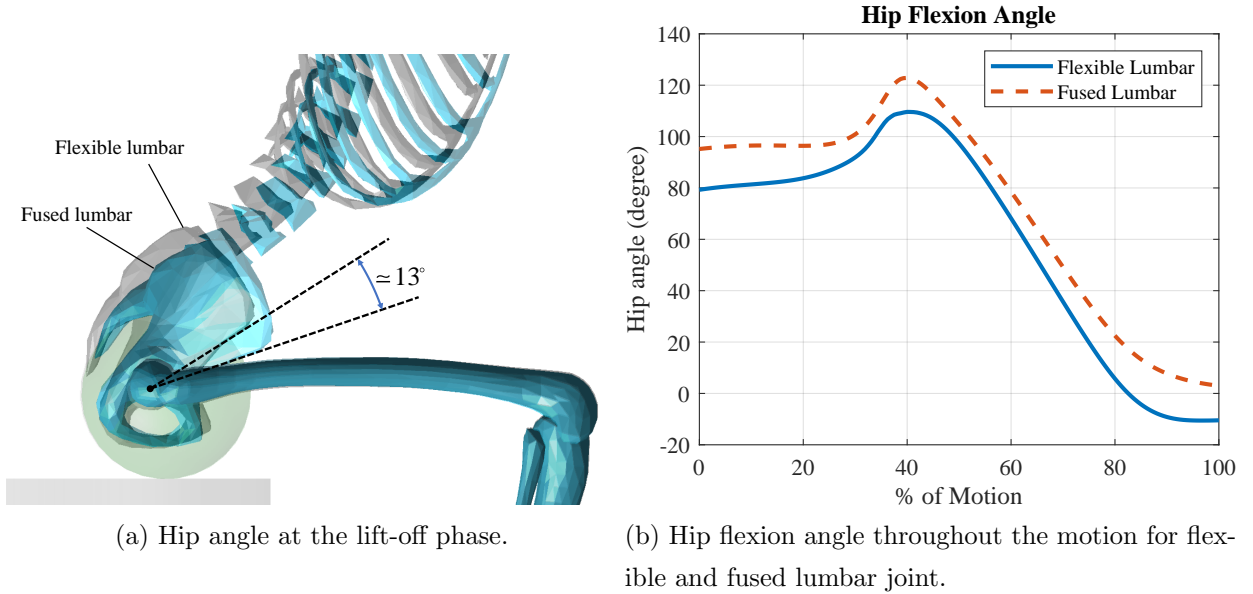 Flexible lumbar
Fused lumbar
≃13°
(a) Hip angle at the lift-off phase.
Hip Flexion Angle
Flexible Lumbar
Fused Lumbar
Hip angle (degree)
140
120
100
80
60
40
20
0
-20
0 20 40 60 80 100
% of Motion
(b) Hip flexion angle throughout the motion for flex-
ible and fused lumbar joint.